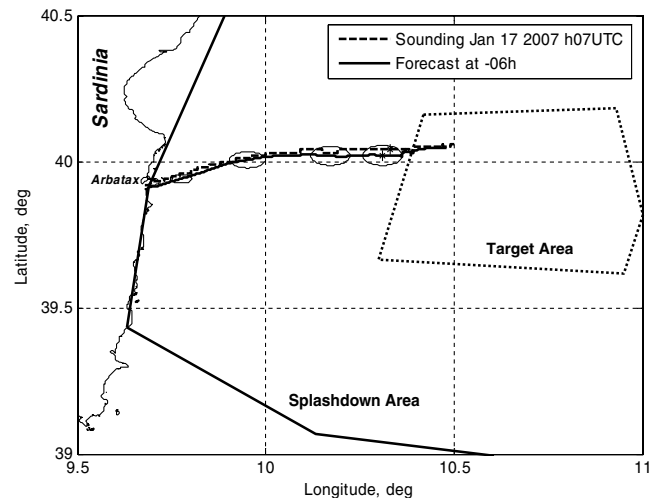 40.5
40
39.5
39
Latitude, deg
Sardinia
Arbatax
Sounding Jan 17 2007 h07UTC
Forecast at -06h
Target Area
Splashdown Area
9.5
10
10.5
11
Longitude, deg